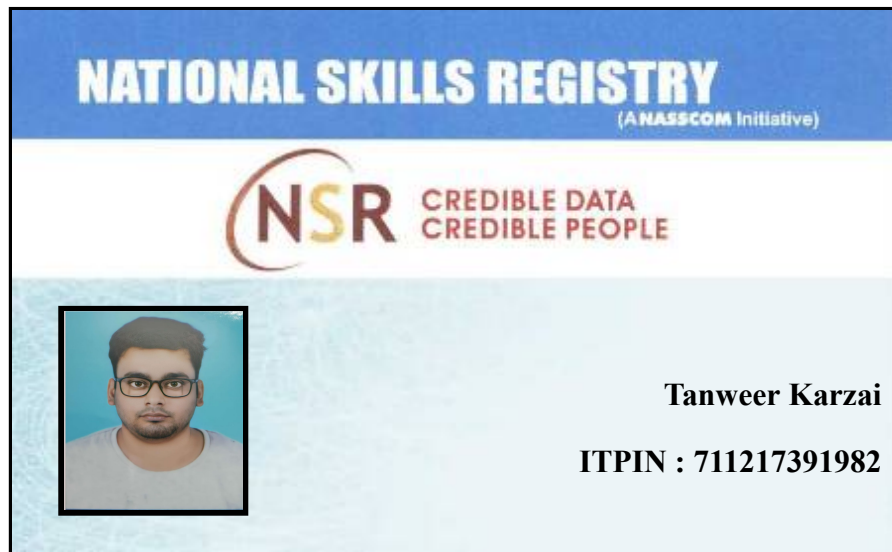 NATIONAL SKILLS REGISTRY
(A NASSCOM Initiative)
NSR
CREDIBLE DATA
CREDIBLE PEOPLE
Tanweer Karzai
ITPIN : 711217391982